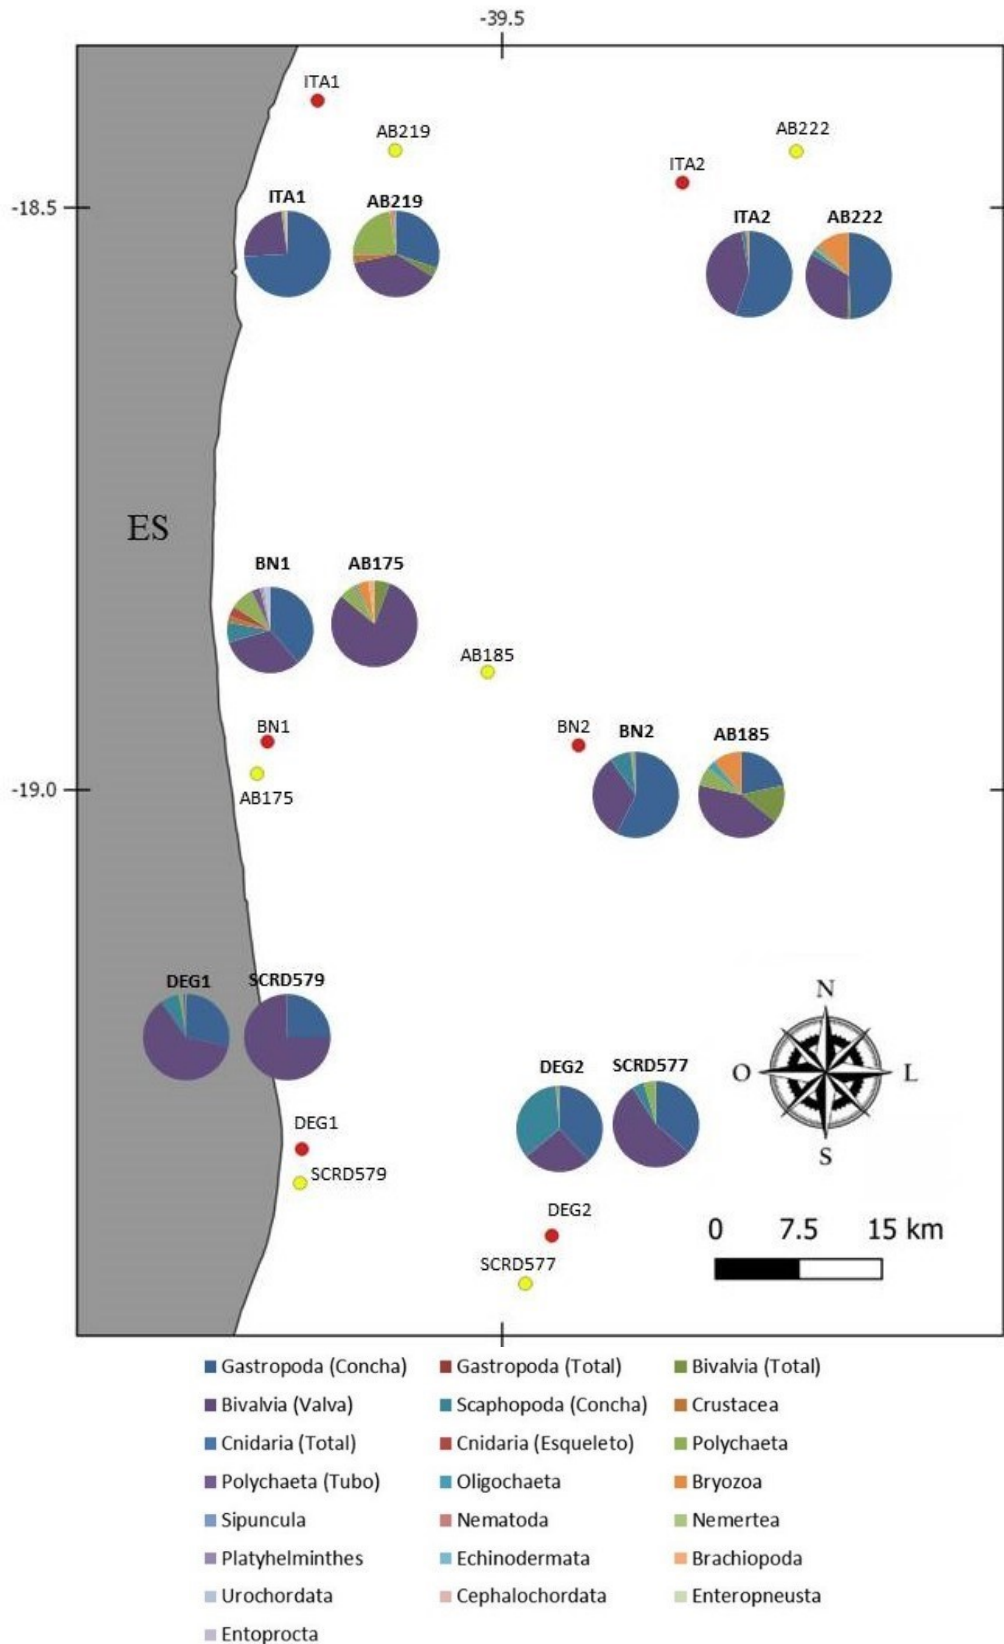 -39.5
ITA1
AB219
AB222
ITA2
-18.5
ITA1
AB219
ITA2
AB222
ES
BN1
AB175
AB185
BN1
BN2
BN2
AB185
-19.0
AB175
DEG1
SCRD579
N
O
L
S
DEG2
SCRD577
DEG1
SCRD579
DEG2
SCRD577
0 7.5 15 km
Gastropoda (Concha) Gastropoda (Total) Bivalvia (Total)
Bivalvia (Valva) Scaphopoda (Concha) Crustacea
Cnidaria (Total) Cnidaria (Esqueleto) Polychaeta
Polychaeta (Tubo) Oligochaeta Bryozoa
Sipuncula Nematoda Nemertea
Platyhelminthes Echinodermata Brachiopoda
Urochordata Cephalochordata Enteropneusta
Entoprocta